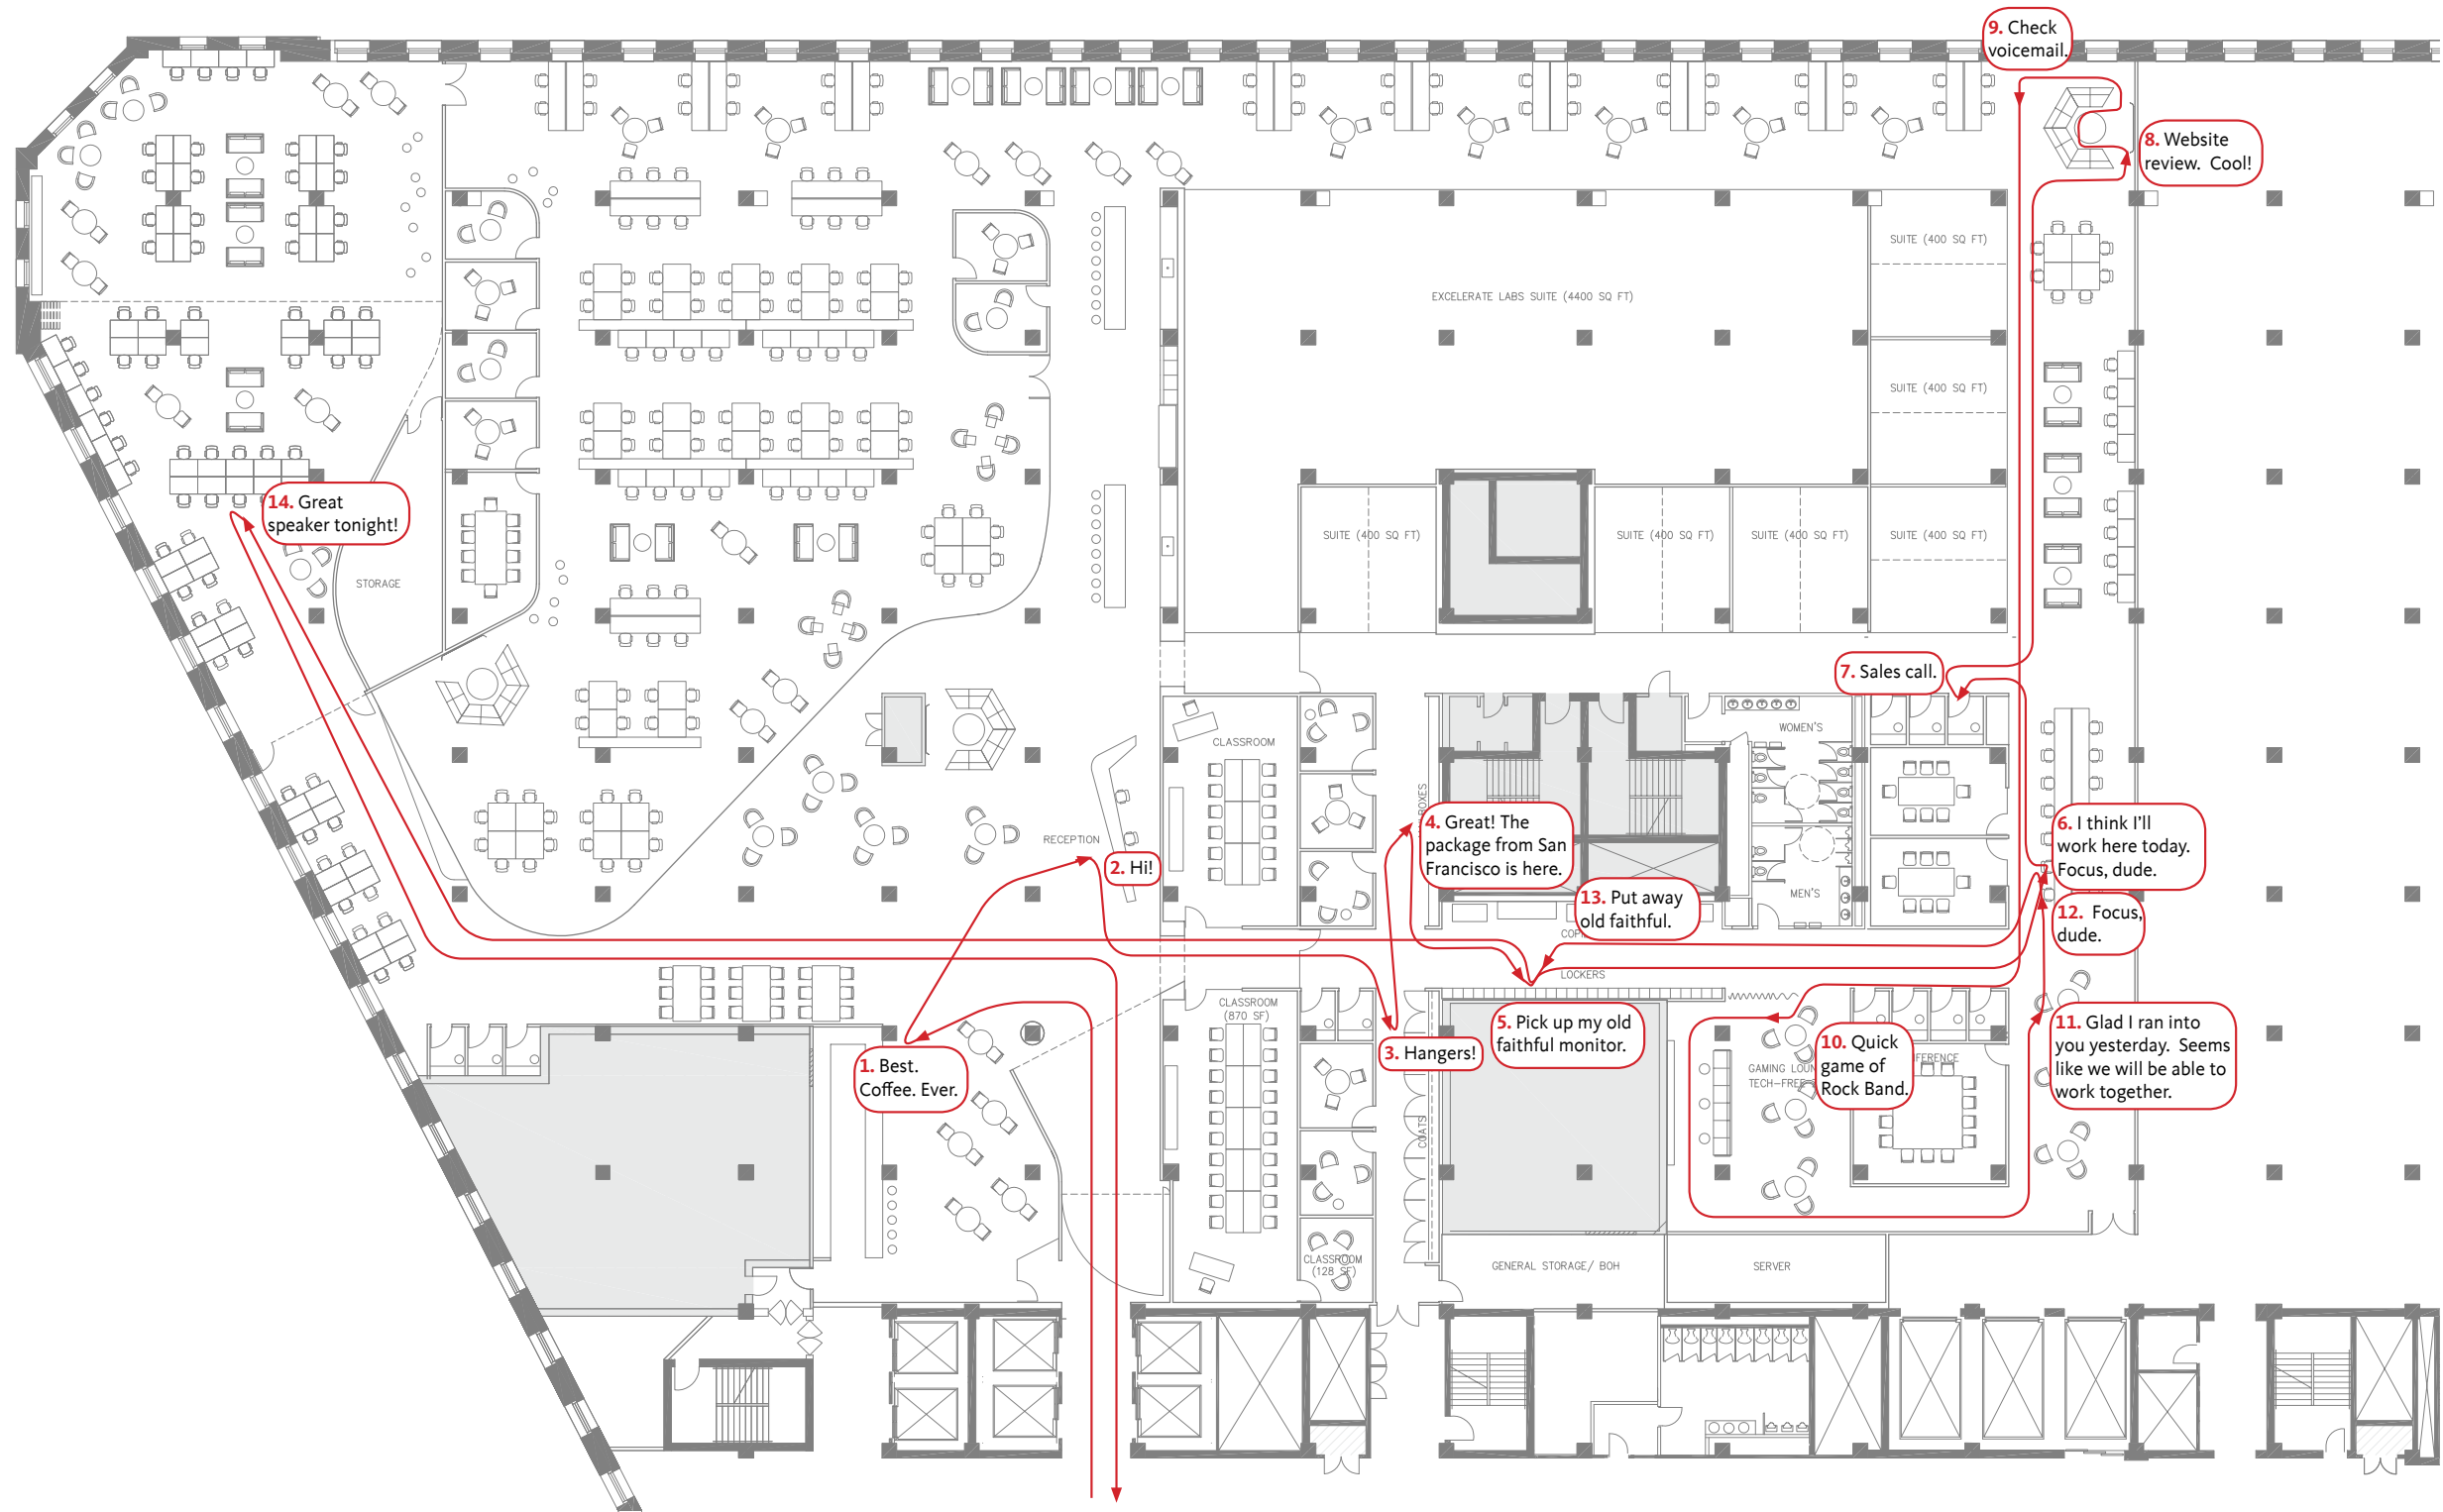 9. Check
voicemail.
8. Website
review.  Cool!
SUITE (400 SQ FT)
EXCELERATE LABS SUITE (4400 SQ FT)
SUITE (400 SQ FT)
14. Great
speaker tonight!
SUITE (400 SQ FT)
SUITE (400 SQ FT)
SUITE (400 SQ FT)
SUITE (400 SQ FT)
STORAGE
7. Sales call.
WOMEN'S
CLASSROOM
RECEPTION
2. Hi!
4. Great! The
package from San
Francisco is here.
6. I think I'll
work here today.
Focus, dude.
MEN'S
13. Put away
old faithful.
12.  Focus,
dude.
LOCKERS
CLASSROOM
(870 SF)
1. Best.
Coffee. Ever.
3. Hangers!
5. Pick up my old
faithful monitor.
10. Quick
game of
Rock Band.
11. Glad I ran into
you yesterday.  Seems
like we will be able to
work together.
GAMING
TECH-FREE
COATS
CLASSROOM
(128 SF)
GENERAL STORAGE/ BOH
SERVER